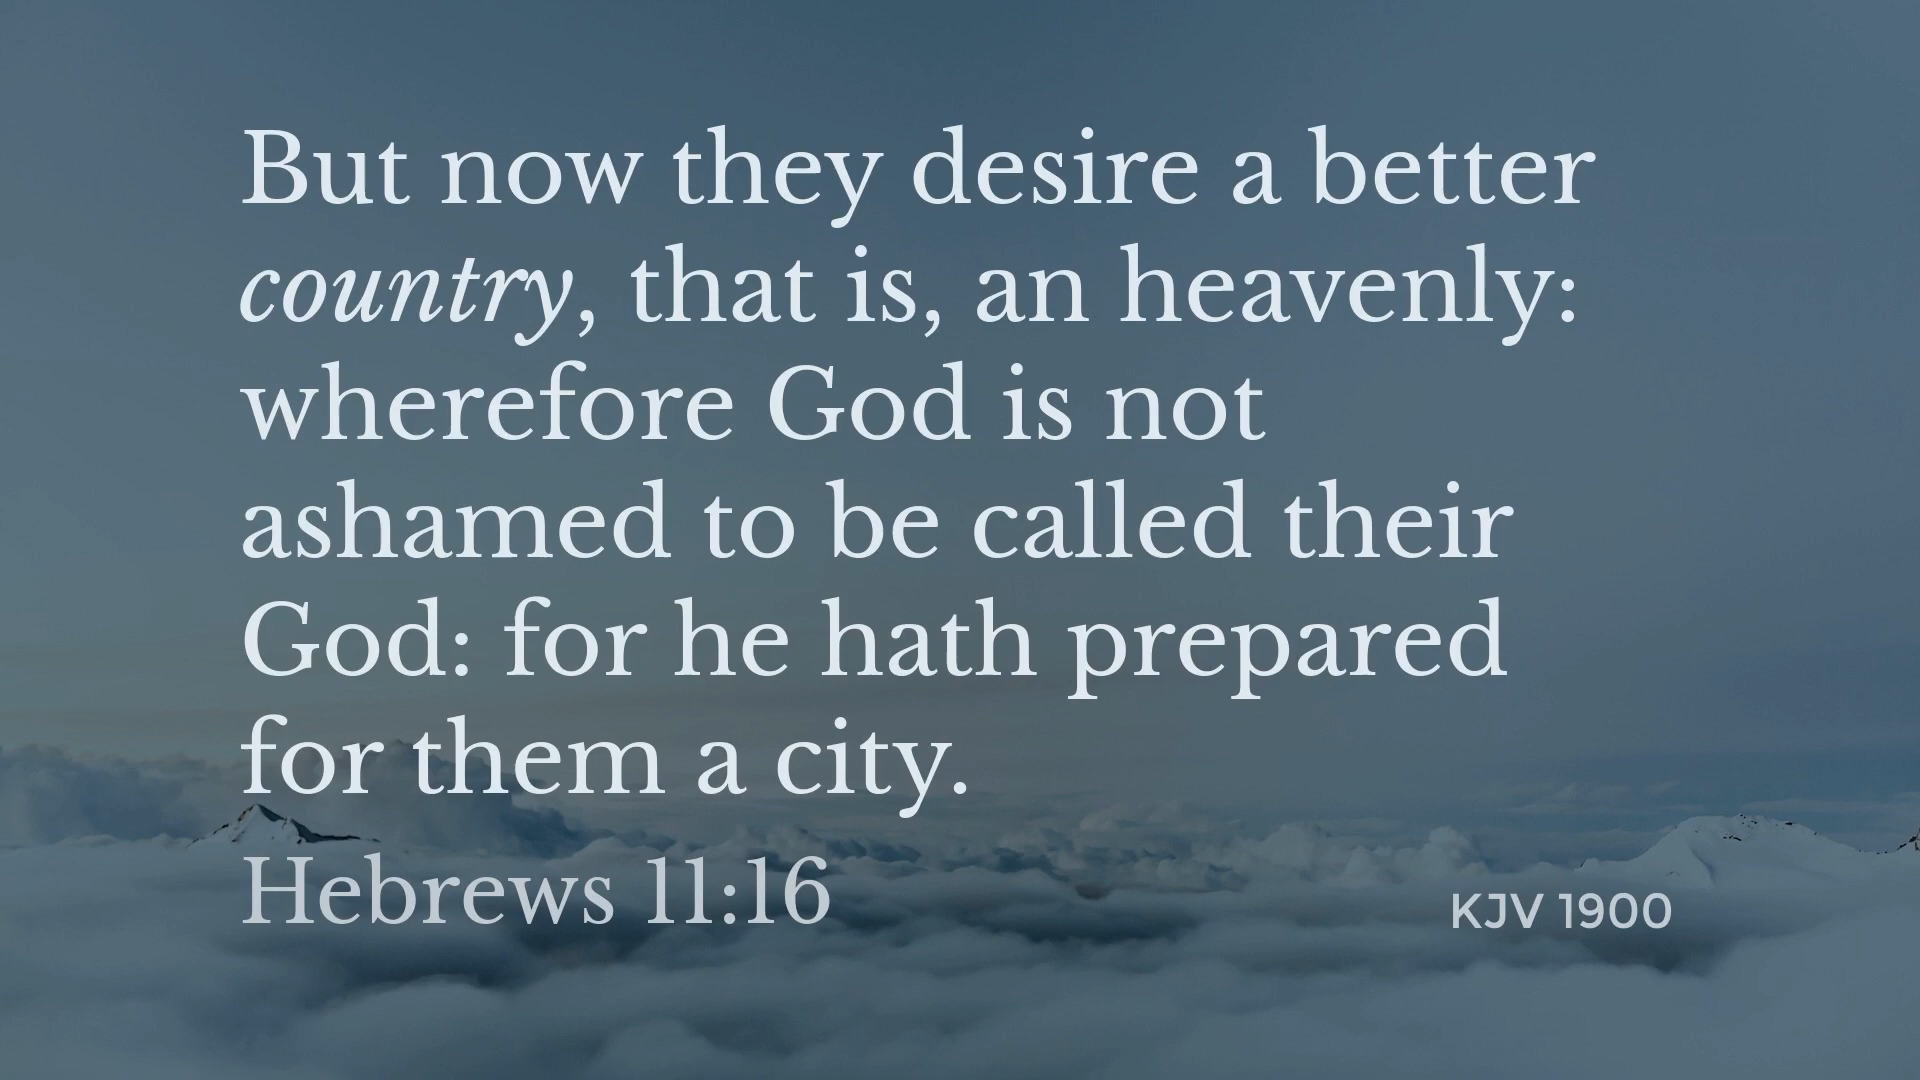 But now they desire a better
country, that is, an heavenly:
wherefore God is not
ashamed to be called their
God: for he hath prepared
for them a city.
Hebrews 11:16
KJV 1900